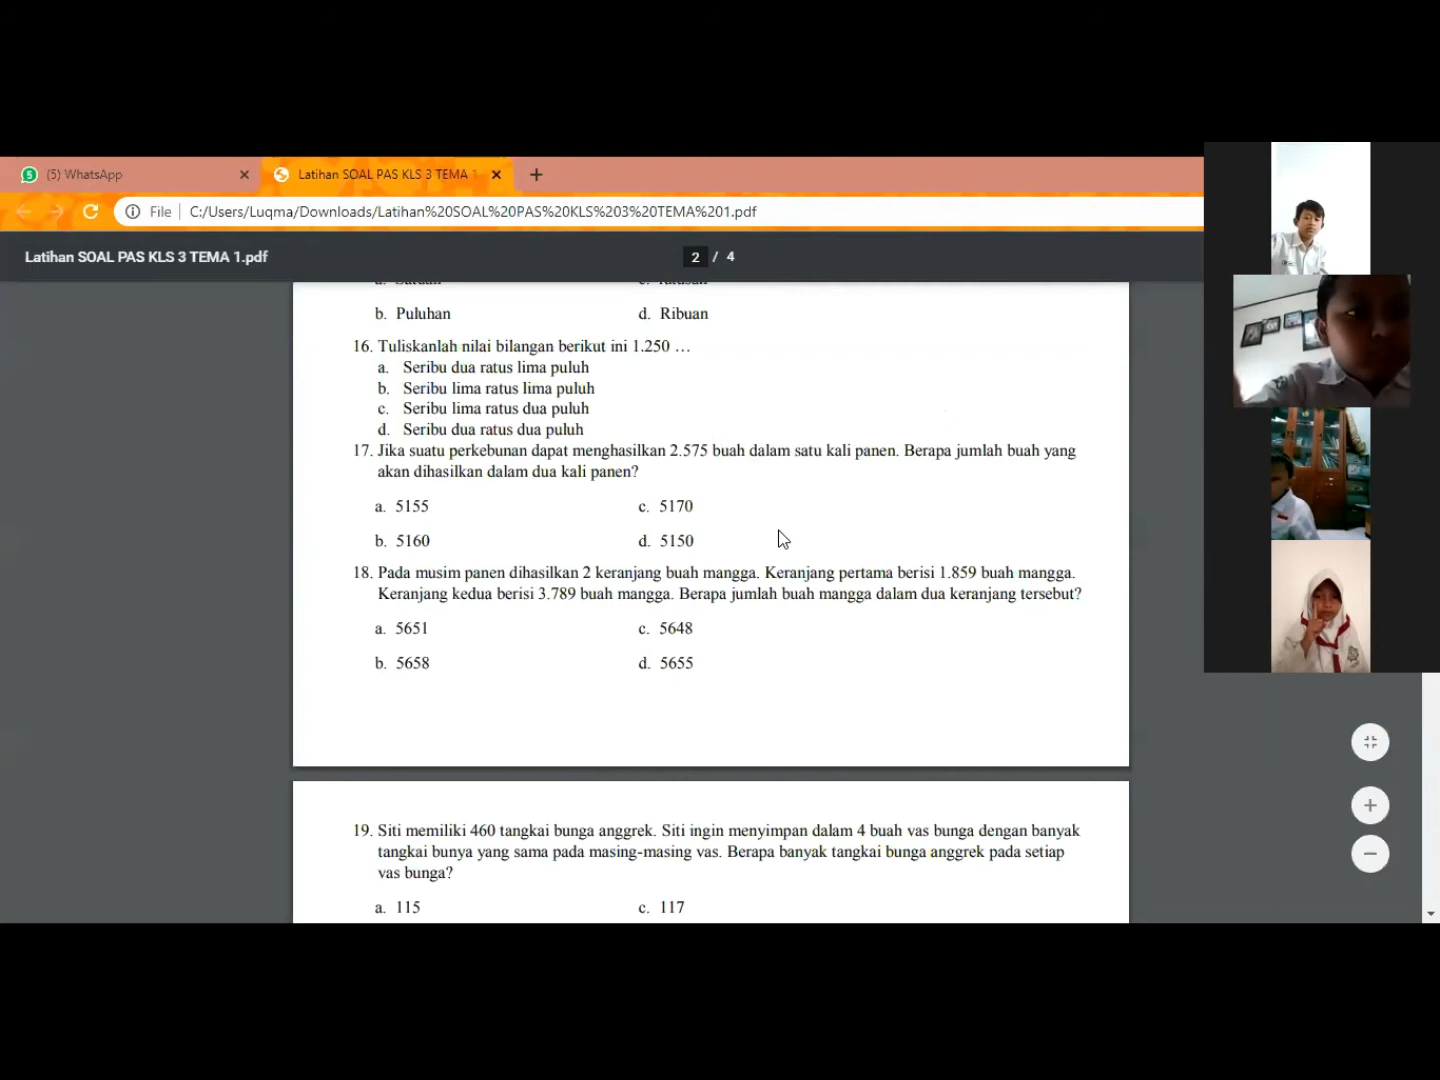 (5) WhatsApp
Latihan SOAL PAS KLS 3 TEMA 1
File
C:/Users/Luqma/Downloads/Latihan%20SOAL%20PAS%20KLS%203%20TEMA%201.pdf
Latihan SOAL PAS KLS 3 TEMA 1.pdf
2 / 4
a. Satuan c. Ratusan
b. Puluhan d. Ribuan
16. Tuliskanlah nilai bilangan berikut ini 1.250 …
a. Seribu dua ratus lima puluh
b. Seribu lima ratus lima puluh
c. Seribu lima ratus dua puluh
d. Seribu dua ratus dua puluh
17. Jika suatu perkebunan dapat menghasilkan 2.575 buah dalam satu kali panen. Berapa jumlah buah yang
akan dihasilkan dalam dua kali panen?
a. 5155 c. 5170
b. 5160 d. 5150
18. Pada musim panen dihasilkan 2 keranjang buah mangga. Keranjang pertama berisi 1.859 buah mangga.
Keranjang kedua berisi 3.789 buah mangga. Berapa jumlah buah mangga dalam dua keranjang tersebut?
a. 5651 c. 5648
b. 5658 d. 5655
19. Siti memiliki 460 tangkai bunga anggrek. Siti ingin menyimpan dalam 4 buah vas bunga dengan banyak
tangkai bunya yang sama pada masing-masing vas. Berapa banyak tangkai bunga anggrek pada setiap
vas bunga?
a. 115 c. 117